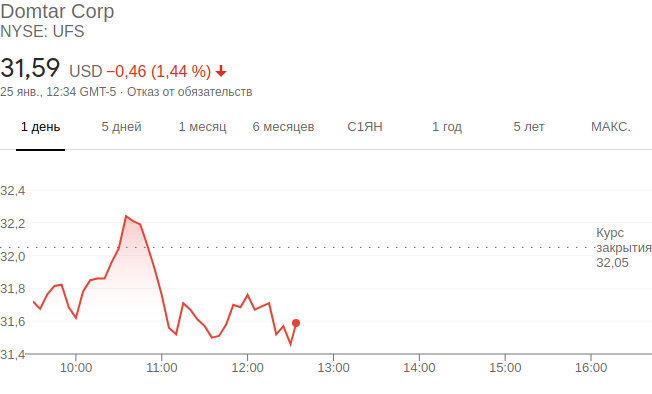 Domtar Corp
NYSE: UFS
31,59 USD −0,46 (1,44 %)
25 янв., 12:34 GMT-5 · Отказ от обязательств
1 день 5 дней 1 месяц 6 месяцев С1ЯН 1 год 5 лет МАКС.
32,4
32,2
Курс
закрытия
32,05
32,0
31,8
31,6
31,4
10:00 11:00 12:00 13:00 14:00 15:00 16:00